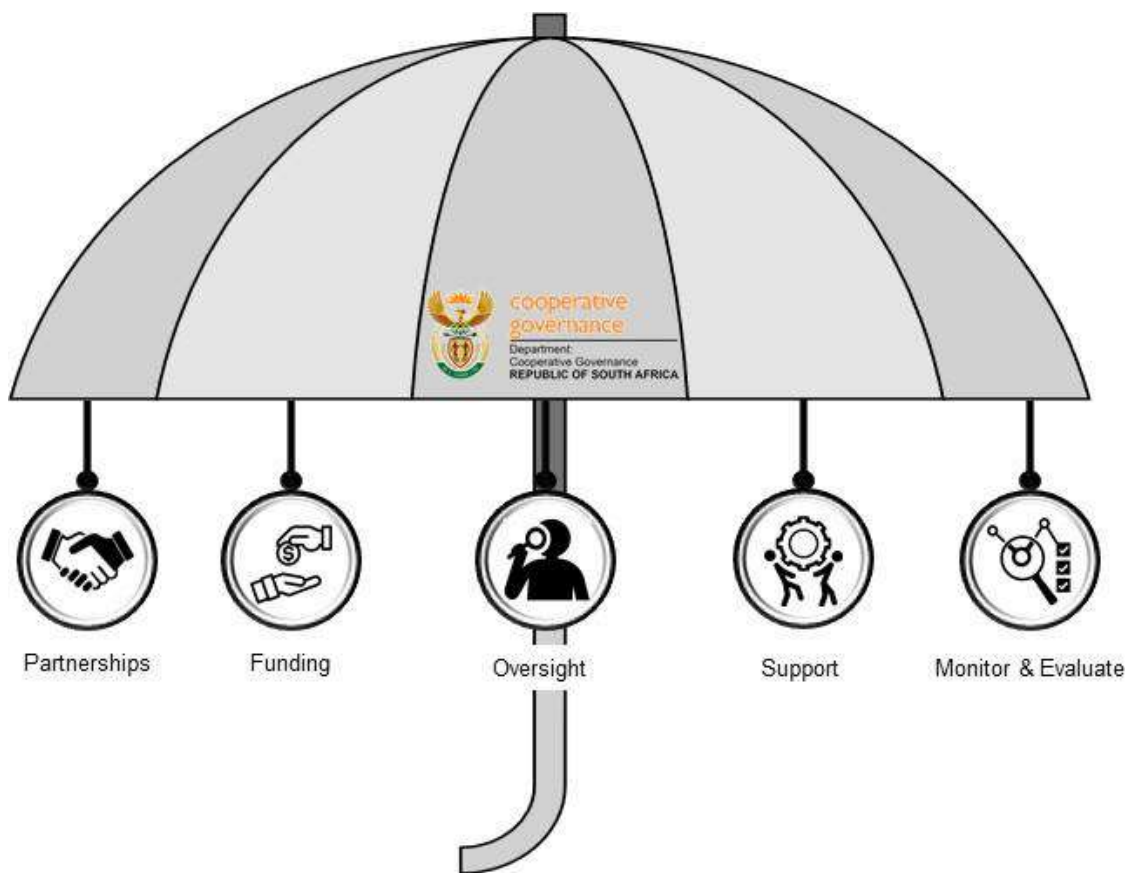 cooperative
governance
Department:
Cooperative Governance
REPUBLIC OF SOUTH AFRICA
Partnerships
Funding
Oversight
Support
Monitor & Evaluate